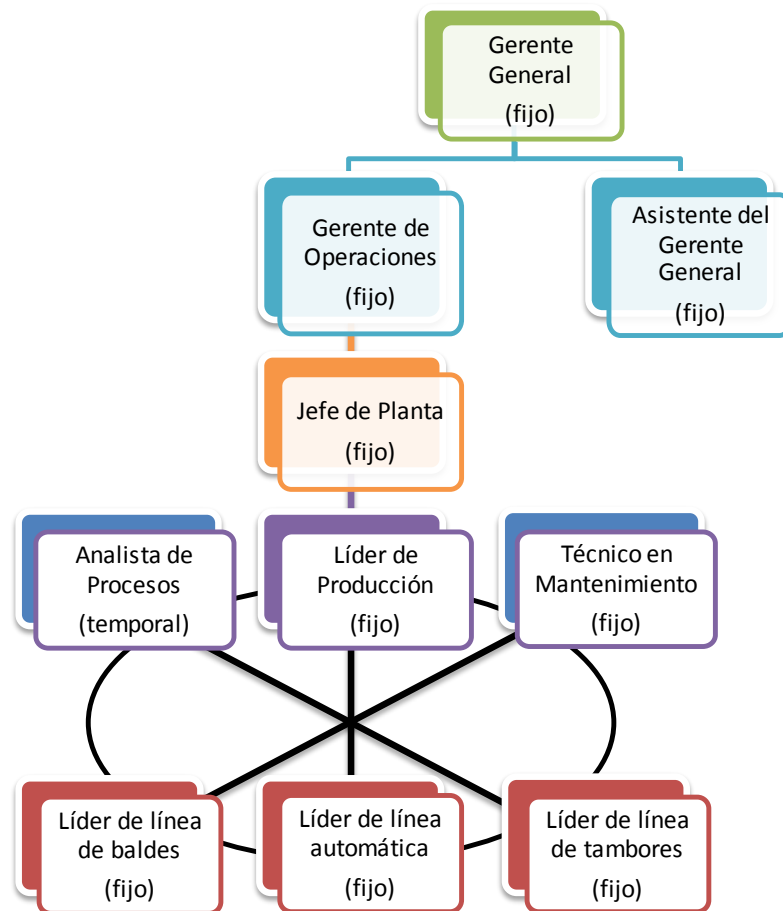 Gerente
General
(fijo)
Gerente de
Operaciones
(fijo)
Asistente del
Gerente
General
(fijo)
Jefe de Planta
(fijo)
Analista de
Procesos
(temporal)
Líder de
Producción
(fijo)
Técnico en
Mantenimiento
(fijo)
Líder de línea
de baldes
(fijo)
Líder de línea
automática
(fijo)
Líder de línea
de tambores
(fijo)